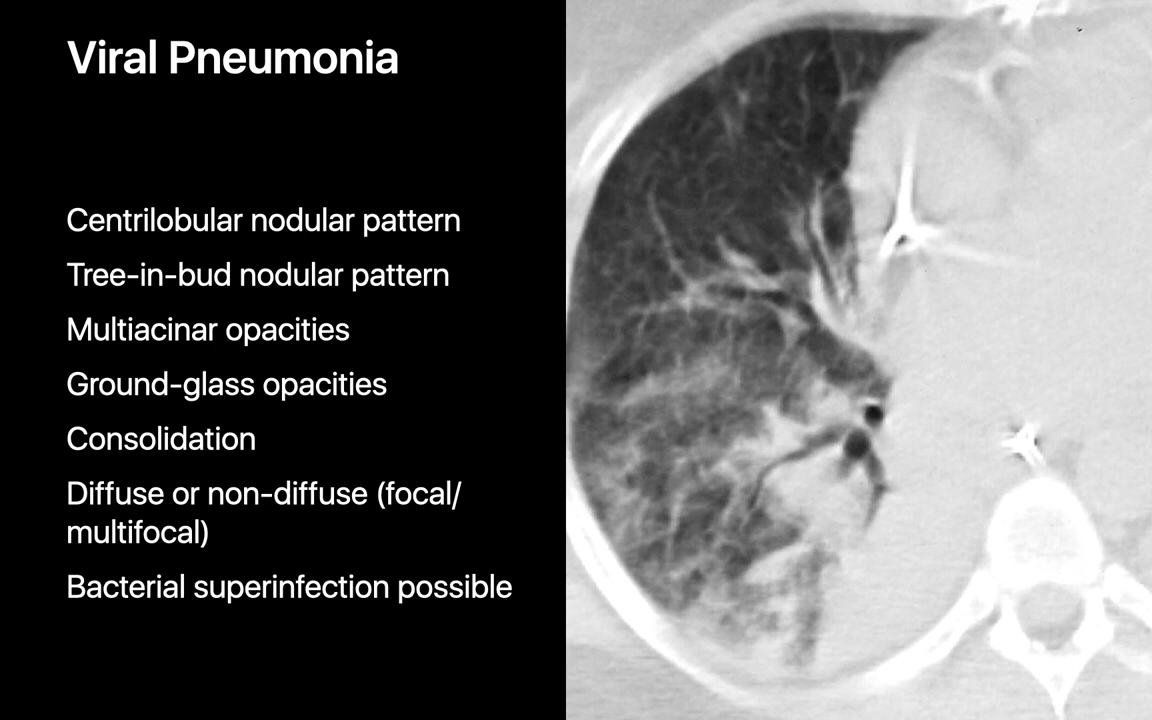 Viral Pneumonia
Centrilobular nodular pattern
Tree-in-bud nodular pattern
Multiacinar opacities
Ground-glass opacities
Consolidation
Diffuse or non-diffuse (focal/
multifocal)
Bacterial superinfection possible